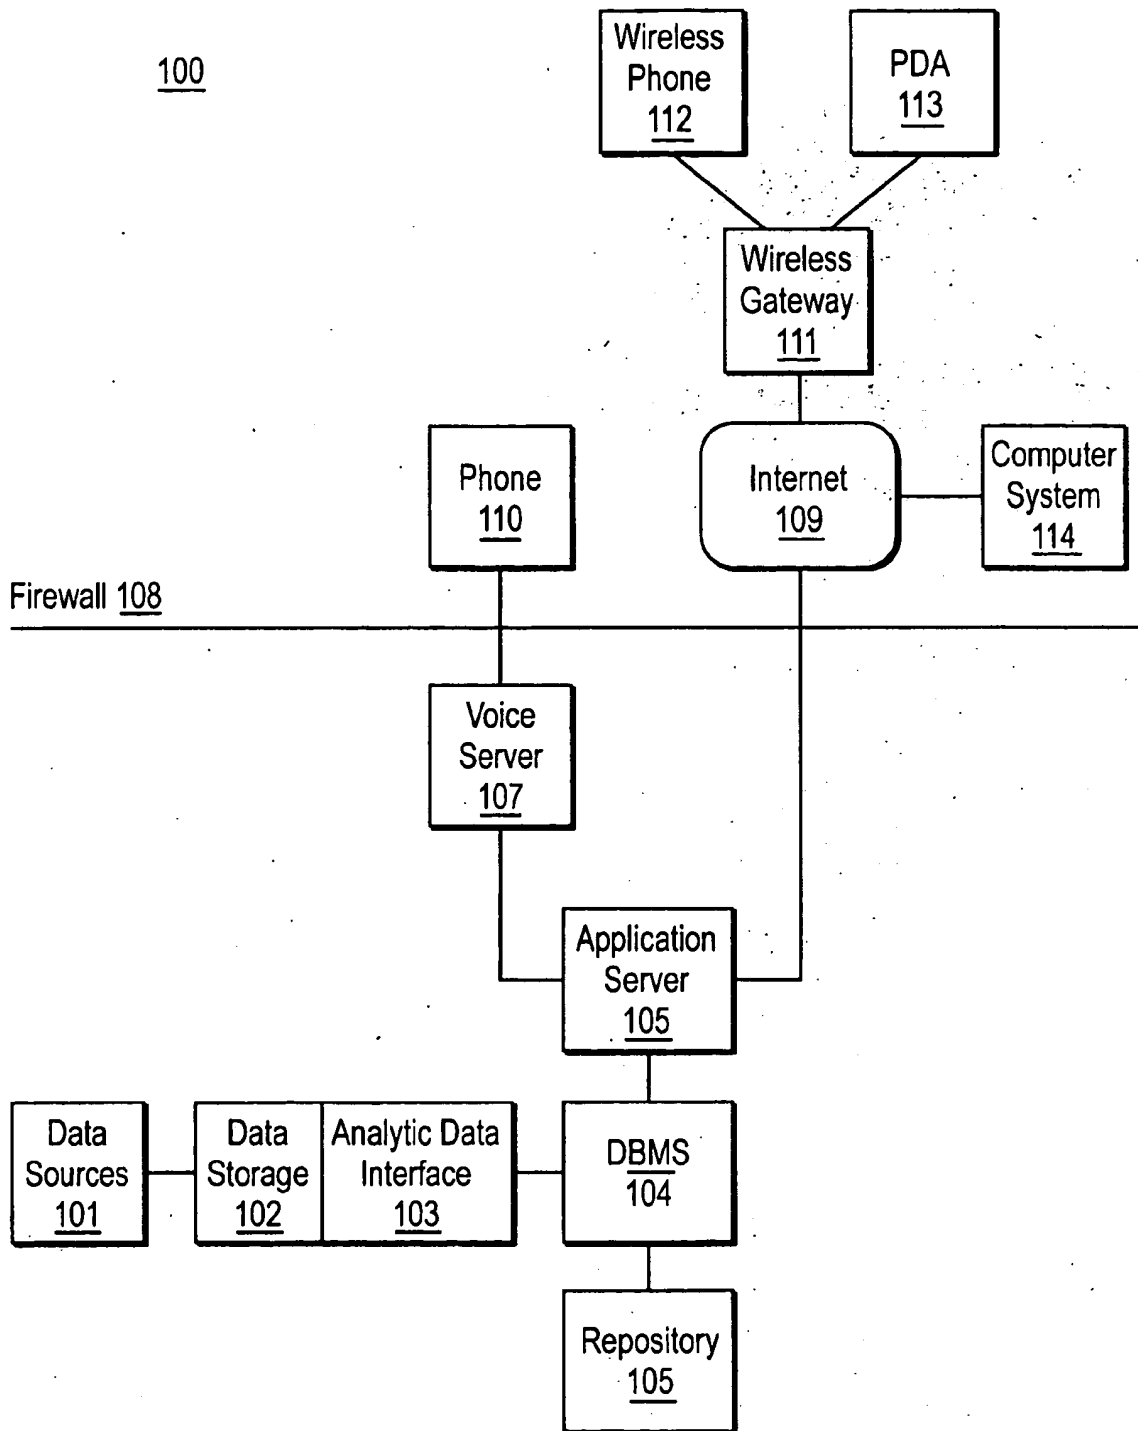 100
Wireless
Phone
112
PDA
113
Wireless
Gateway
111
Phone
110
Internet
109
Computer
System
114
Firewall 108
Voice
Server
107
Application
Server
105
Data
Sources
101
Data
Storage
102
Analytic Data
Interface
103
DBMS
104
Repository
105